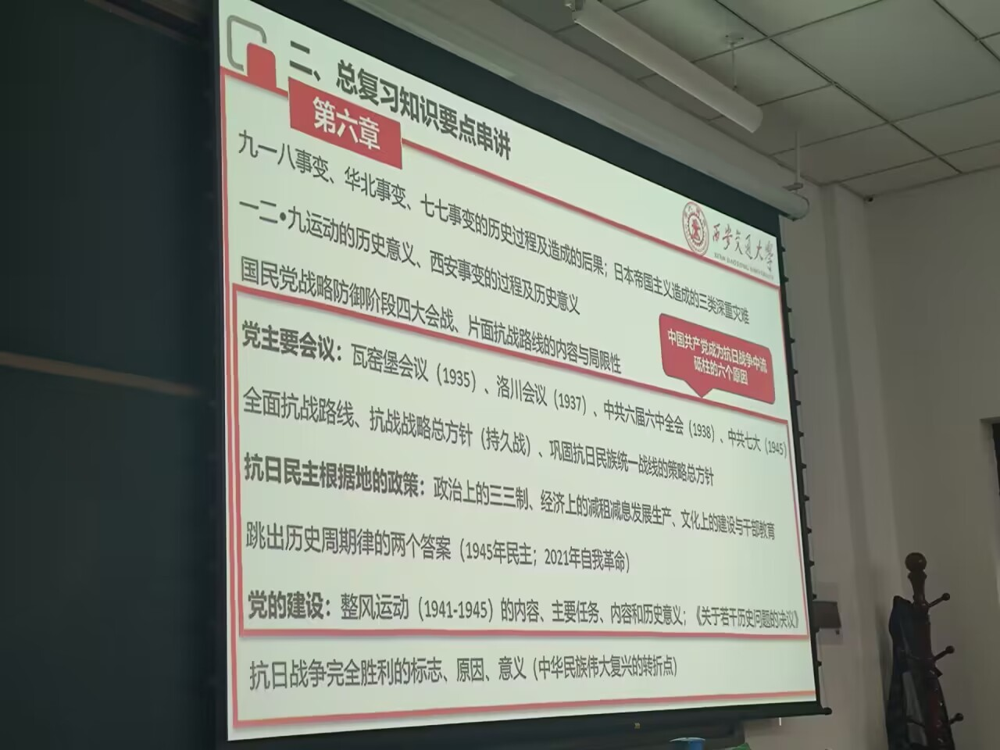 二、总复习知识要点串讲
第六章
西安交通大学
九一八事变、华北事变、七七事变的历史过程及造成的后果；日本帝国主义造成的三类深重灾难
一二•九运动的历史意义、西安事变的过程及历史意义
国民党战略防御阶段四大会战、片面抗战路线的内容与局限性
中国共产党成为抗日战争中流
砥柱的六个原因
党主要会议：瓦窑堡会议（1935）、洛川会议（1937）、中共六届六中全会（1938）、中共七大（1945）
全面抗战路线、抗战战略总方针（持久战）、巩固抗日民族统一战线的策略总方针
抗日民主根据地的政策：政治上的三三制、经济上的减租减息发展生产、文化上的建设与干部教育
跳出历史周期律的两个答案（1945年民主；2021年自我革命）
党的建设：整风运动（1941-1945）的内容、主要任务、内容和历史意义；《关于若干历史问题的决议》
抗日战争完全胜利的标志、原因、意义（中华民族伟大复兴的转折点）